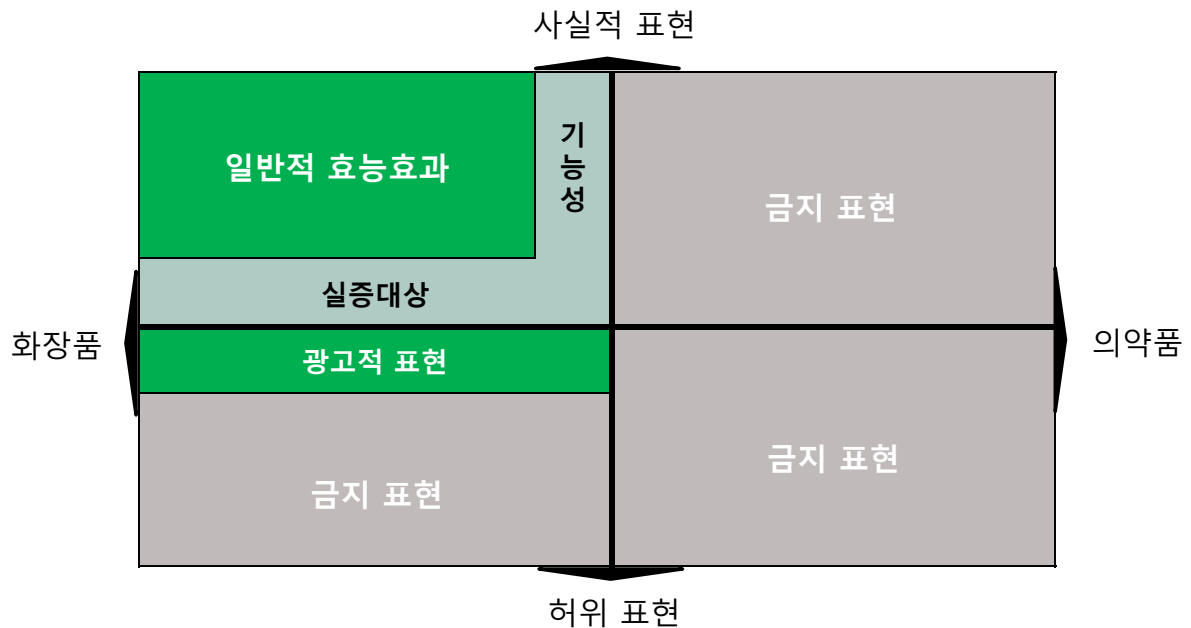 사실적 표현
일반적 효능효과
기
능
성
금지 표현
실증대상
화장품
의약품
광고적 표현
금지 표현
금지 표현
허위 표현